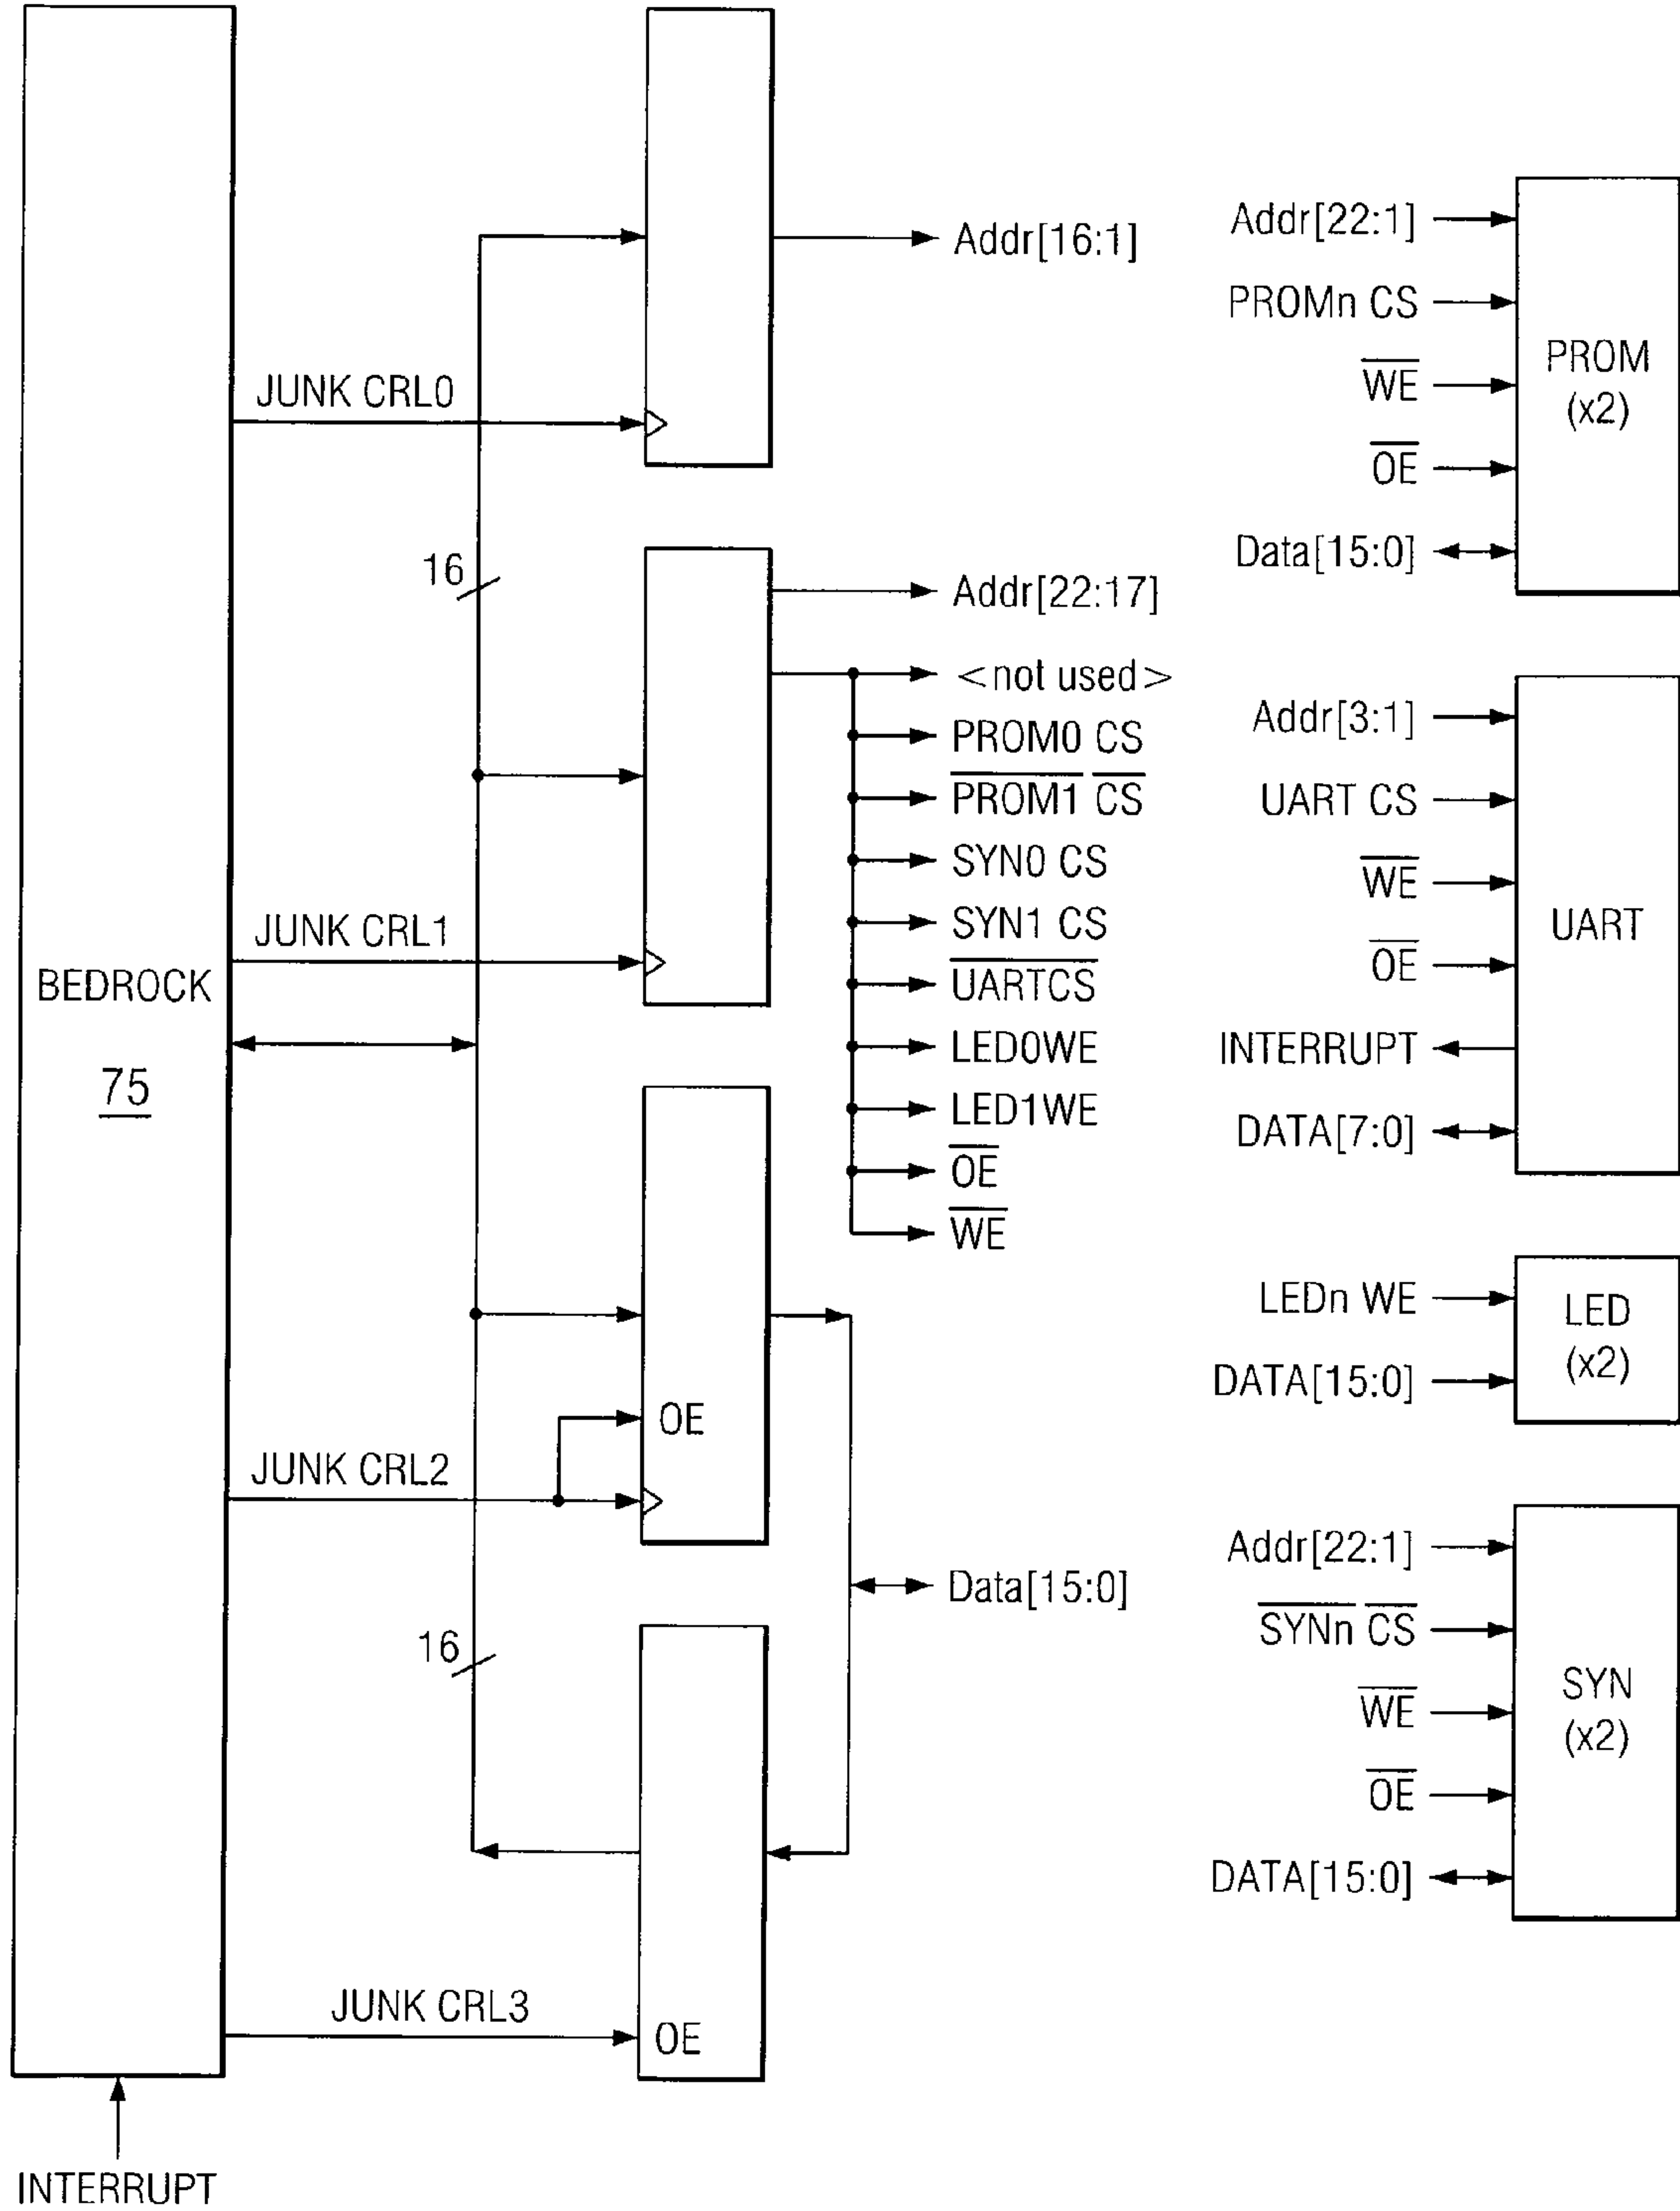 BEDROCK
75
INTERRUPT
JUNK CRL0
16
JUNK CRL1
JUNK CRL2
16
JUNK CRL3
OE
OE
Addr[16:1]
Addr[22:17]
<not used>
PROM0 CS
PROM1 CS
SYN0 CS
SYN1 CS
UARTCS
LED0WE
LED1WE
OE
WE
Data[15:0]
Addr[22:1]
PROMn CS
WE
OE
Data[15:0]
PROM
(x2)
Addr[3:1]
UART CS
WE
OE
INTERRUPT
DATA[7:0]
UART
LEDn WE
DATA[15:0]
LED
(x2)
Addr[22:1]
SYNn CS
WE
OE
DATA[15:0]
SYN
(x2)